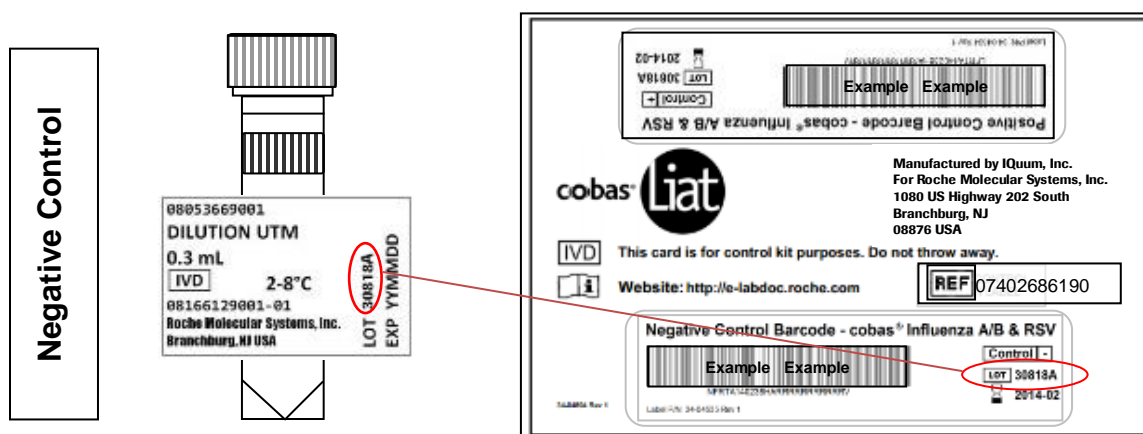 Negative Control
08053669001
DILUTION UTM
0.3 mL
IVD 2-8°C
08166129001-01
Roche Molecular Systems, Inc.
Branchburg, NJ USA
LOT 30818A
EXP YYMMDD
Positive Control Barcode - cobas® Influenza A/B & RSV
Control +
LOT 30818A
2014-02
Example Example
cobas®
Liat
Manufactured by IQuum, Inc.
For Roche Molecular Systems, Inc.
1080 US Highway 202 South
Branchburg, NJ
08876 USA
IVD This card is for control kit purposes. Do not throw away.
Website: http://e-labdoc.roche.com
REF 07402686190
Negative Control Barcode - cobas® Influenza A/B & RSV
Example Example
Control -
LOT 30818A
2014-02